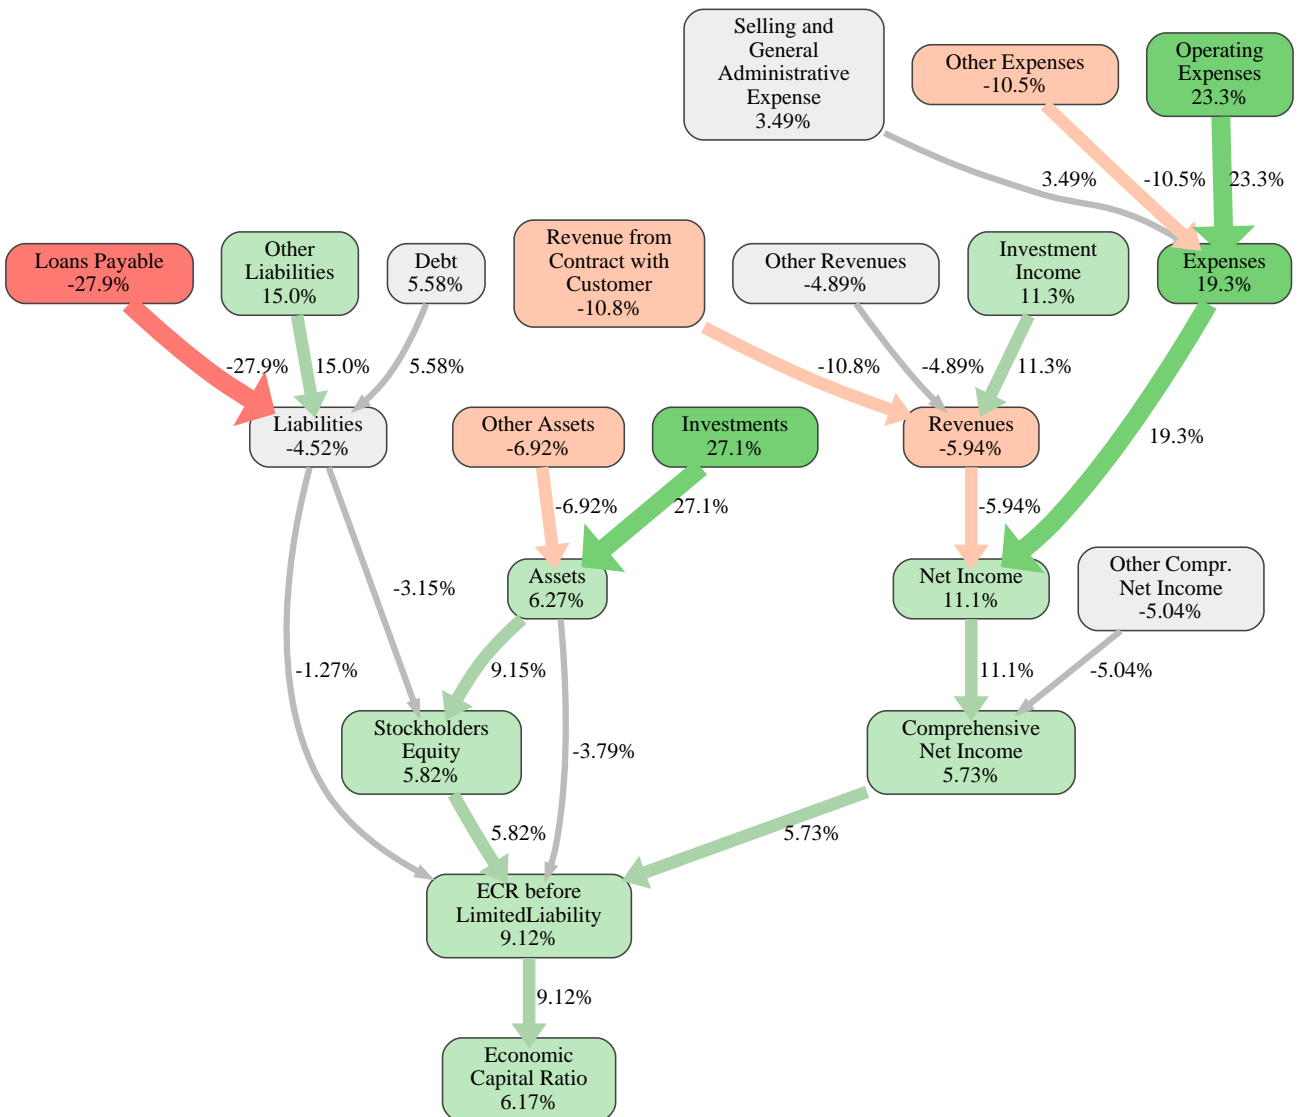 Selling and
General
Administrative
Expense
3.49%
Other Expenses
-10.5%
Operating
Expenses
23.3%
3.49%
-10.5%
23.3%
Loans Payable
-27.9%
Other
Liabilities
15.0%
Debt
5.58%
Revenue from
Contract with
Customer
-10.8%
Other Revenues
-4.89%
Investment
Income
11.3%
Expenses
19.3%
-27.9%
15.0%
5.58%
-10.8%
-4.89%
11.3%
19.3%
Liabilities
-4.52%
Other Assets
-6.92%
Investments
27.1%
Revenues
-5.94%
-6.92%
27.1%
-5.94%
Assets
6.27%
Net Income
11.1%
Other Compr.
Net Income
-5.04%
-3.15%
-1.27%
9.15%
11.1%
-5.04%
Stockholders
Equity
5.82%
-3.79%
Comprehensive
Net Income
5.73%
5.82%
5.73%
ECR before
LimitedLiability
9.12%
9.12%
Economic
Capital Ratio
6.17%